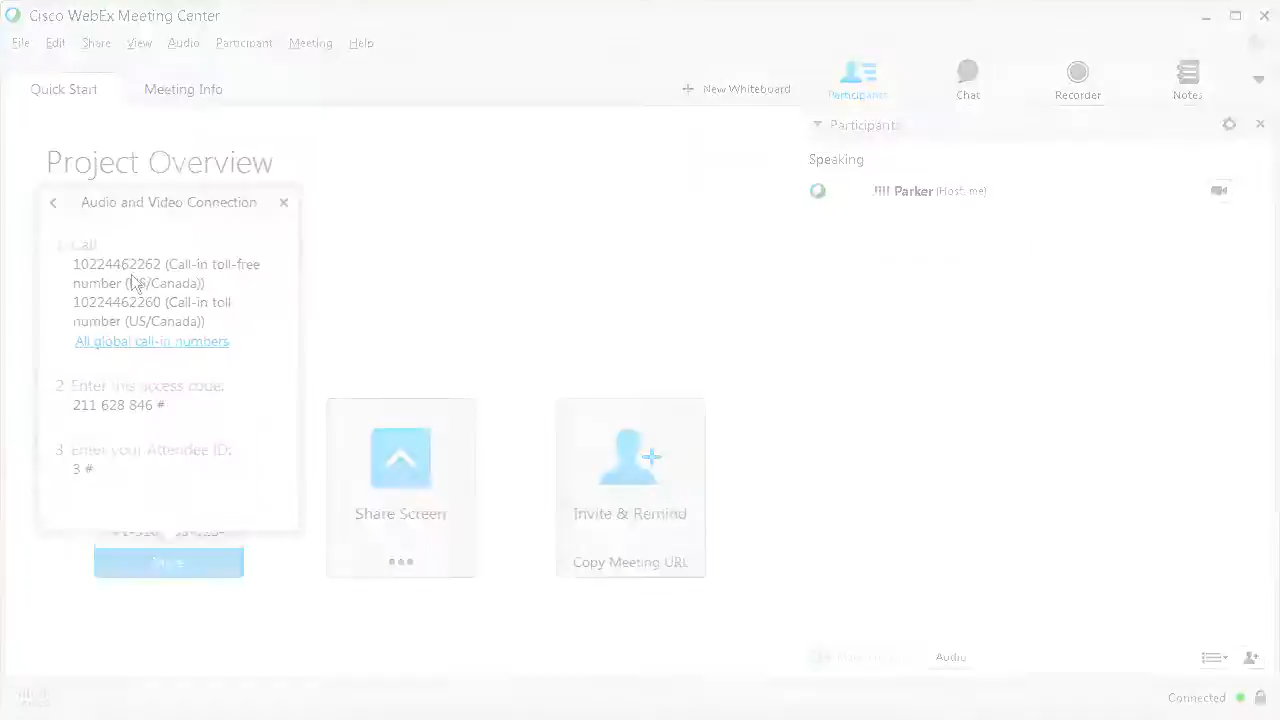 Cisco WebEx Meeting Center
File Edit Share View Audio Participant Meeting Help
Quick Start Meeting Info
New Whiteboard
Participants Chat Recorder Notes
Participants
Speaking
Parker (Host, me)
Project Overview
Audio and Video Connection
1. Call
10224462262 (Call-in toll-free
number (US/Canada))
10224462260 (Call-in toll
number (US/Canada))
All global call-in numbers
2. Enter this access code:
211 628 846 #
3. Enter your Attendee ID:
3 #
Share Screen
Invite & Remind
Copy Meeting URL
Audio
Connected